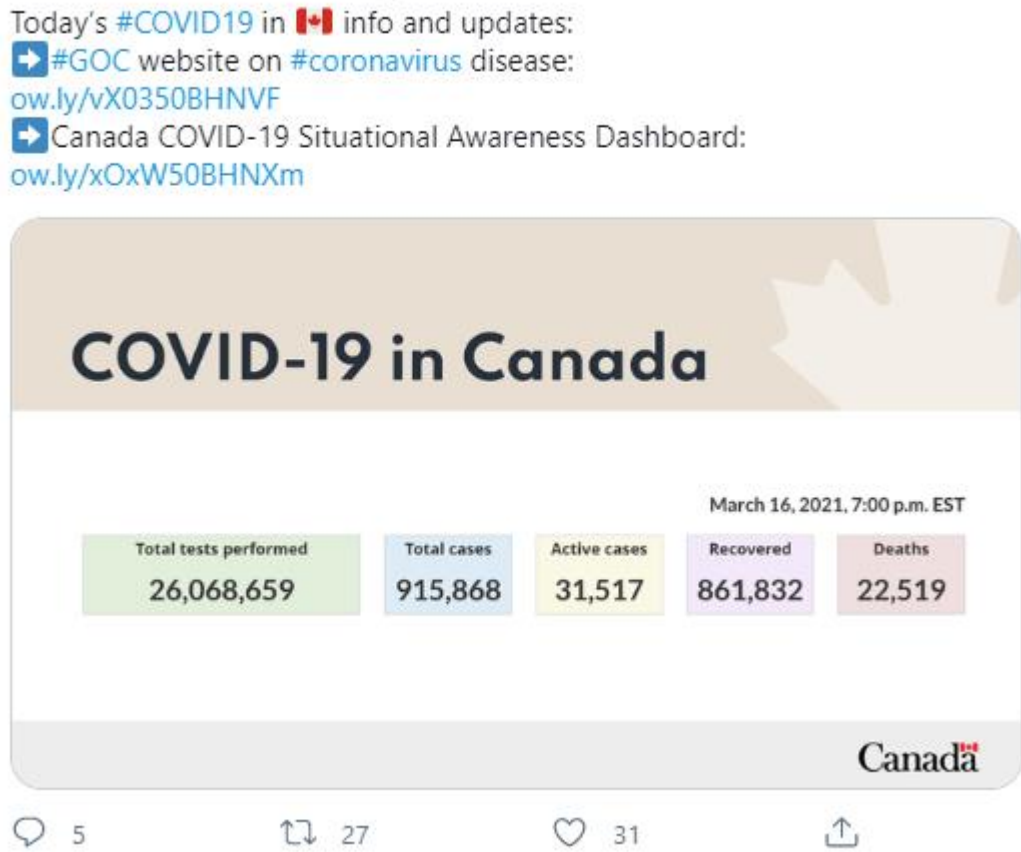 Today's #COVID19 in 🇨🇦 info and updates:
➡#GOC website on #coronavirus disease:
ow.ly/vX0350BHNVF
➡Canada COVID-19 Situational Awareness Dashboard:
ow.ly/xOxW50BHNXm
COVID-19 in Canada
March 16, 2021, 7:00 p.m. EST
Total tests performed Total cases Active cases Recovered Deaths
26,068,659 915,868 31,517 861,832 22,519
Canada
5 27 31